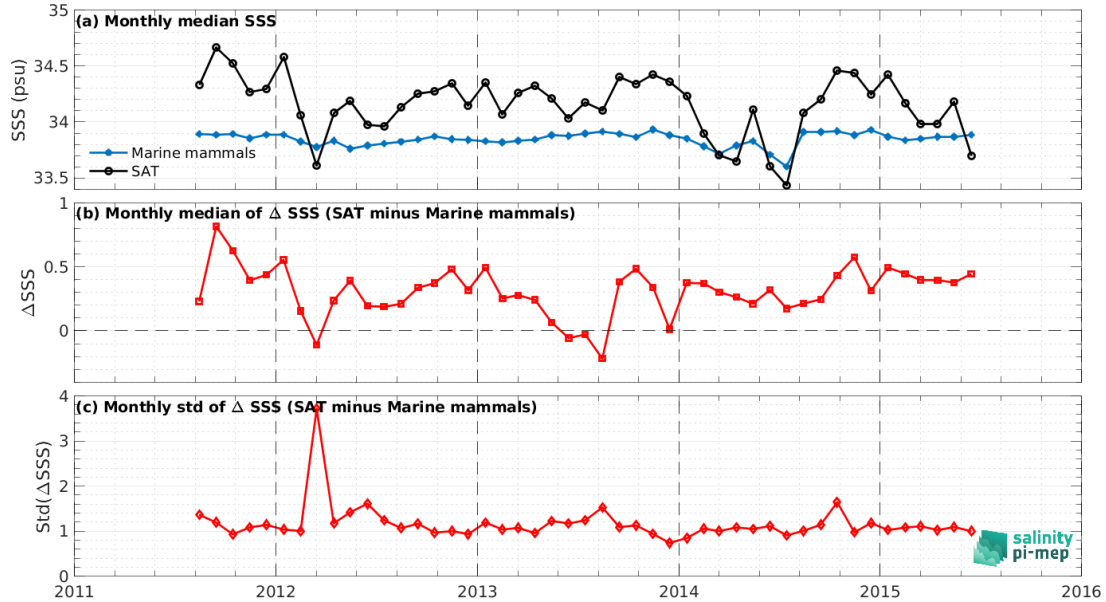 35
(a) Monthly median SSS
34.5
SSS (psu)
34
Marine mammals
SAT
33.5
1
(b) Monthly median of Δ SSS (SAT minus Marine mammals)
0.5
ΔSSS
0
4
(c) Monthly std of Δ SSS (SAT minus Marine mammals)
3
Std(ΔSSS)
2
1
salinity
pi-mep
0
2011 2012 2013 2014 2015 2016